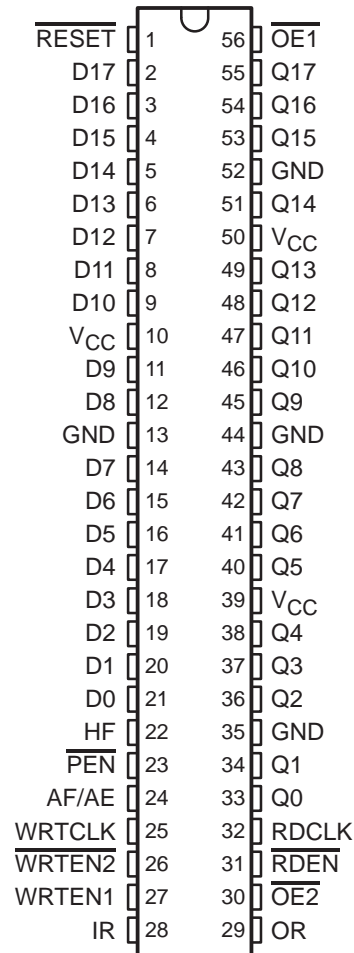 RESET 1 56 OE1
D17 2 55 Q17
D16 3 54 Q16
D15 4 53 Q15
D14 5 52 GND
D13 6 51 Q14
D12 7 50 VCC
D11 8 49 Q13
D10 9 48 Q12
VCC 10 47 Q11
D9 11 46 Q10
D8 12 45 Q9
GND 13 44 GND
D7 14 43 Q8
D6 15 42 Q7
D5 16 41 Q6
D4 17 40 Q5
D3 18 39 VCC
D2 19 38 Q4
D1 20 37 Q3
D0 21 36 Q2
HF 22 35 GND
PEN 23 34 Q1
AF/AE 24 33 Q0
WRTCLK 25 32 RDCLK
WRTEN2 26 31 RDEN
WRTEN1 27 30 OE2
IR 28 29 OR